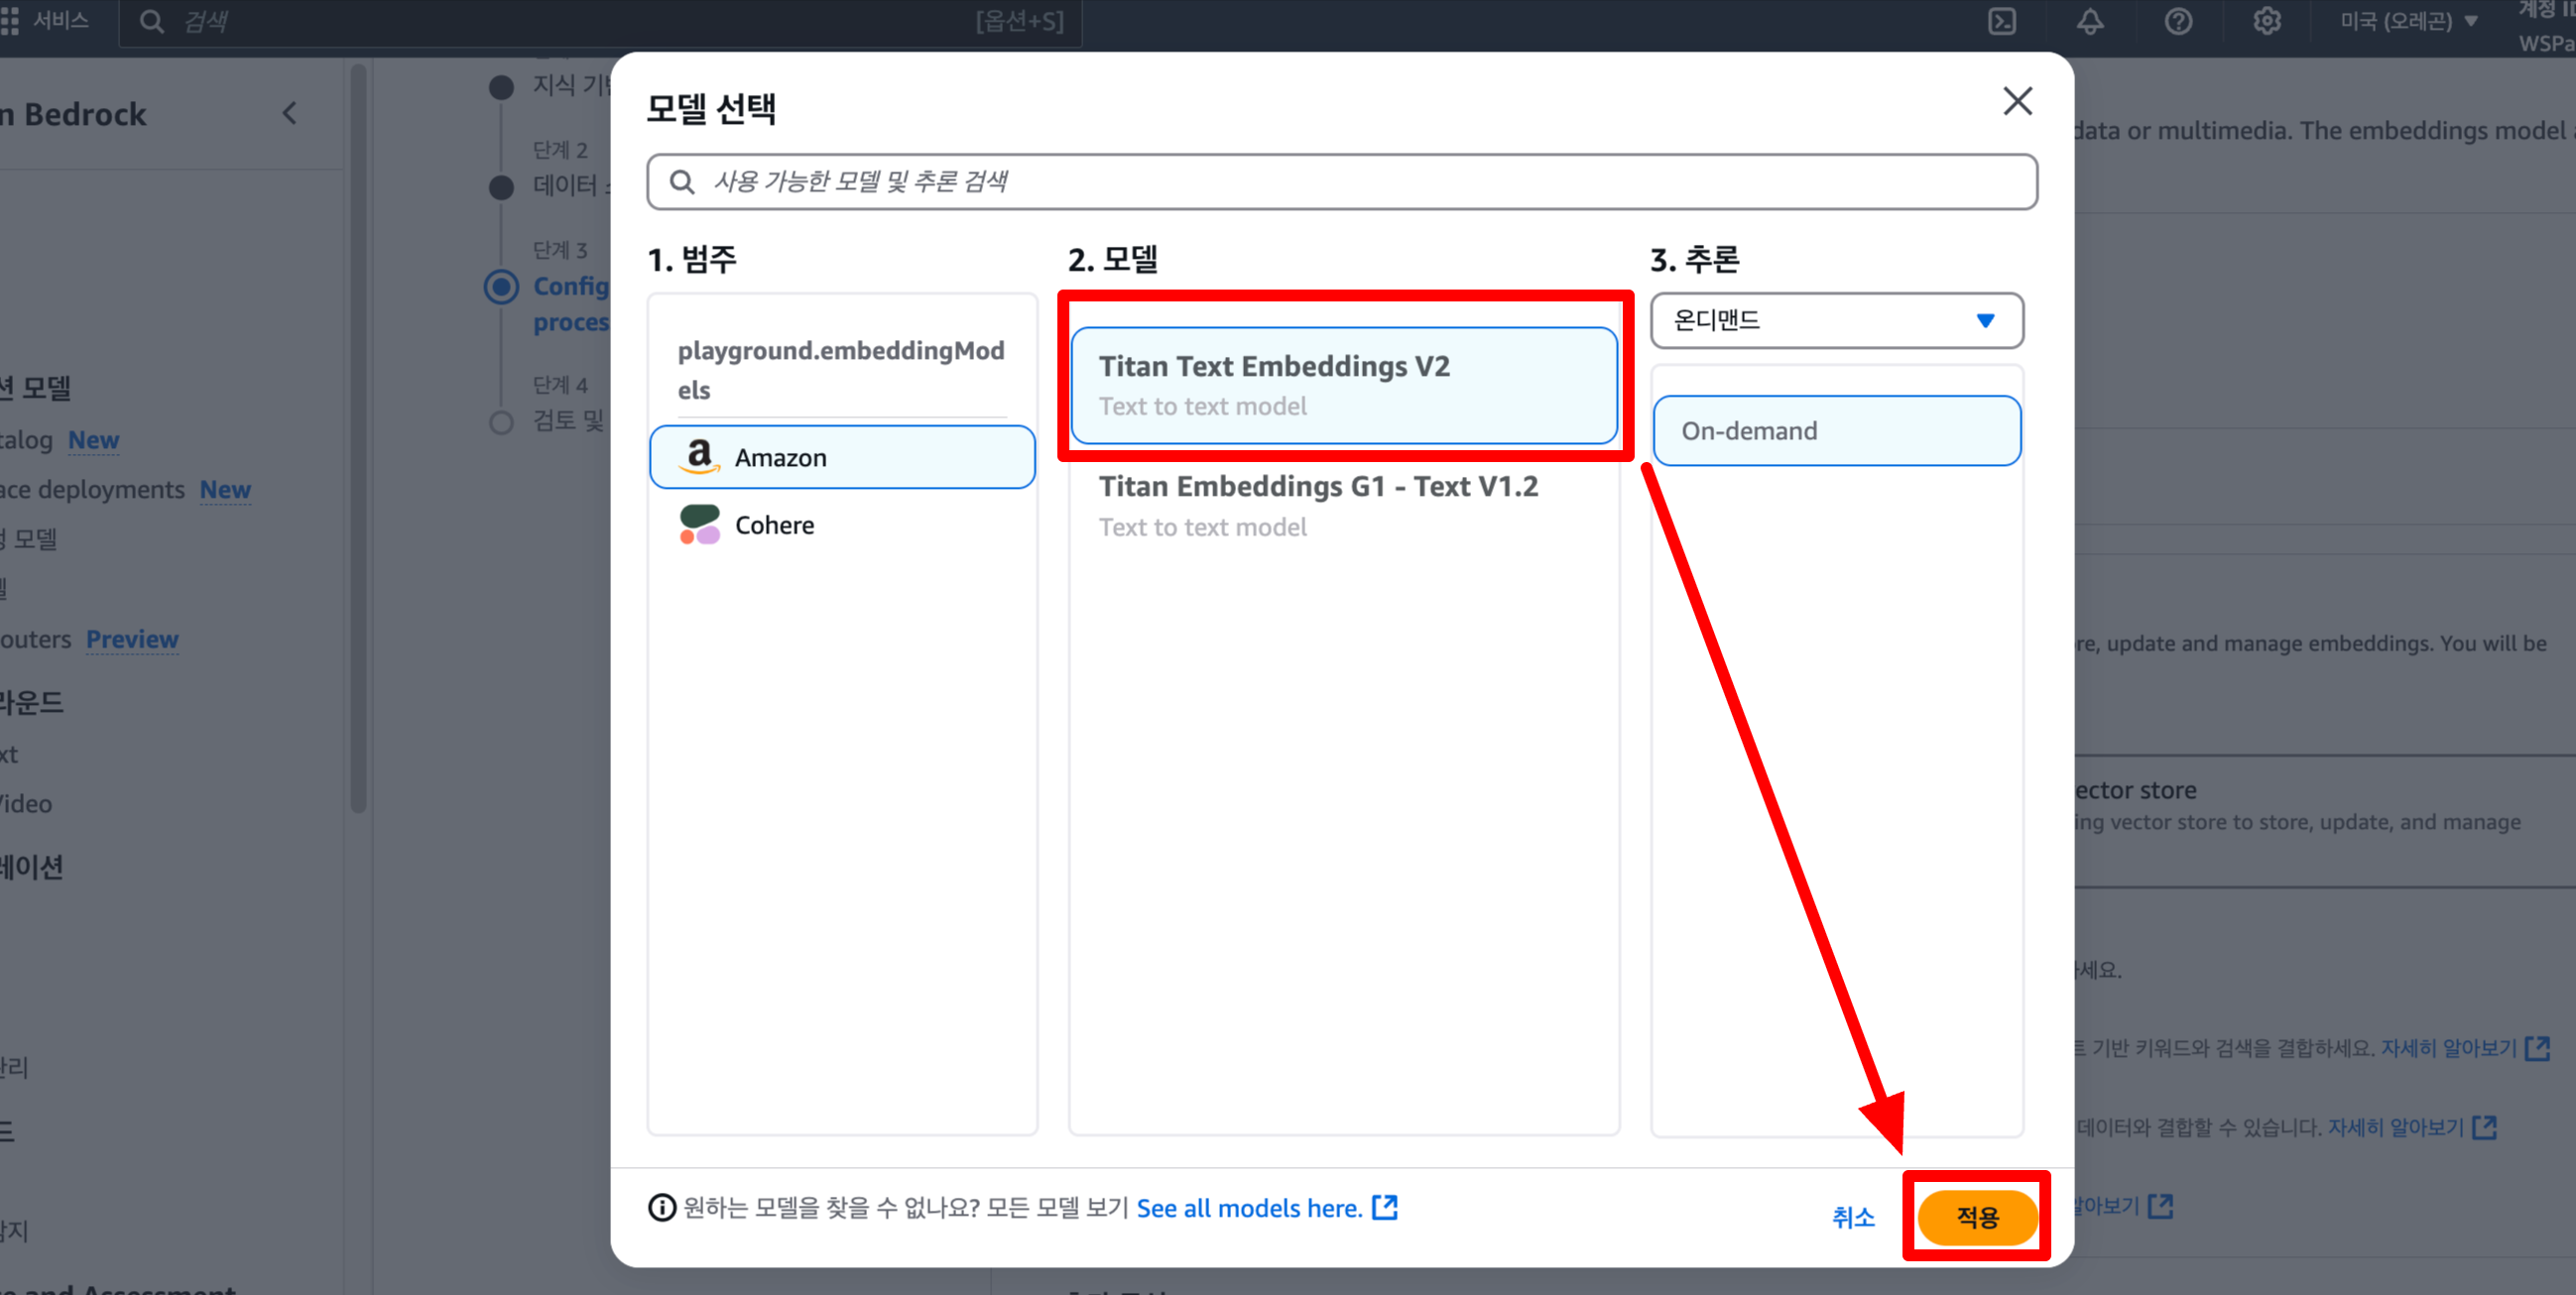 서비스
검색
[옵션+S]
미국 (오레곤)
계정 ID
WSPa
n Bedrock
션 모델
talog New
ace deployments New
모델
outers Preview
라운드
xt
Video
레이션
관리
드
감지
e and Assessment
지식 기반
단계 2
데이터 소
단계 3
Config
proces
단계 4
검토 및
모델 선택
사용 가능한 모델 및 추론 검색
1. 범주
playground.embeddingMod
els
Amazon
Cohere
2. 모델
Titan Text Embeddings V2
Text to text model
Titan Embeddings G1 - Text V1.2
Text to text model
3. 추론
온디맨드
On-demand
원하는 모델을 찾을 수 없나요? 모든 모델 보기 See all models here.
취소
적용
data or multimedia. The embeddings model a
re, update and manage embeddings. You will be
ector store
ing vector store to store, update, and manage
하세요.
트 기반 키워드와 검색을 결합하세요. 자세히 알아보기
데이터와 결합할 수 있습니다. 자세히 알아보기
알아보기